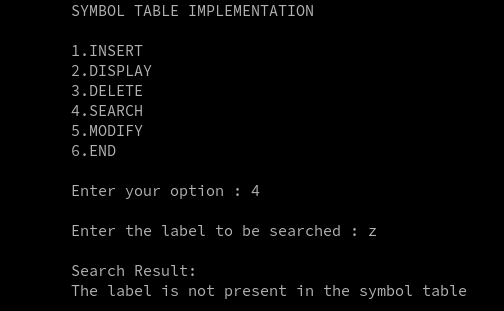 SYMBOL TABLE IMPLEMENTATION
1.INSERT
2.DISPLAY
3.DELETE
4.SEARCH
5.MODIFY
6.END
Enter your option : 4
Enter the label to be searched : z
Search Result:
The label is not present in the symbol table